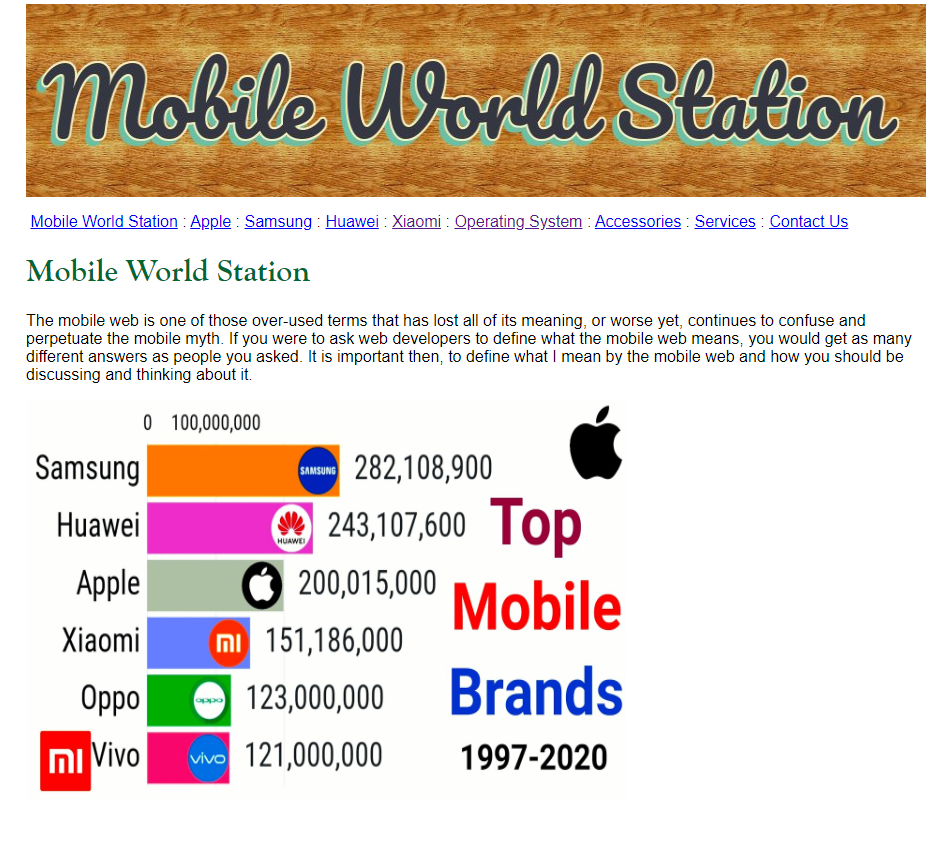 Mobile World Station
Mobile World Station : Apple : Samsung : Huawei : Xiaomi : Operating System : Accessories : Services : Contact Us
Mobile World Station
The mobile web is one of those over-used terms that has lost all of its meaning, or worse yet, continues to confuse and
perpetuate the mobile myth. If you were to ask web developers to define what the mobile web means, you would get as many
different answers as people you asked. It is important then, to define what I mean by the mobile web and how you should be
discussing and thinking about it.
0 100,000,000
Samsung SAMSUNG 282,108,900
Huawei HUAWEI 243,107,600
Apple 200,015,000
Xiaomi mi 151,186,000
Oppo oppo 123,000,000
mi Vivo vivo 121,000,000
Top
Mobile
Brands
1997-2020